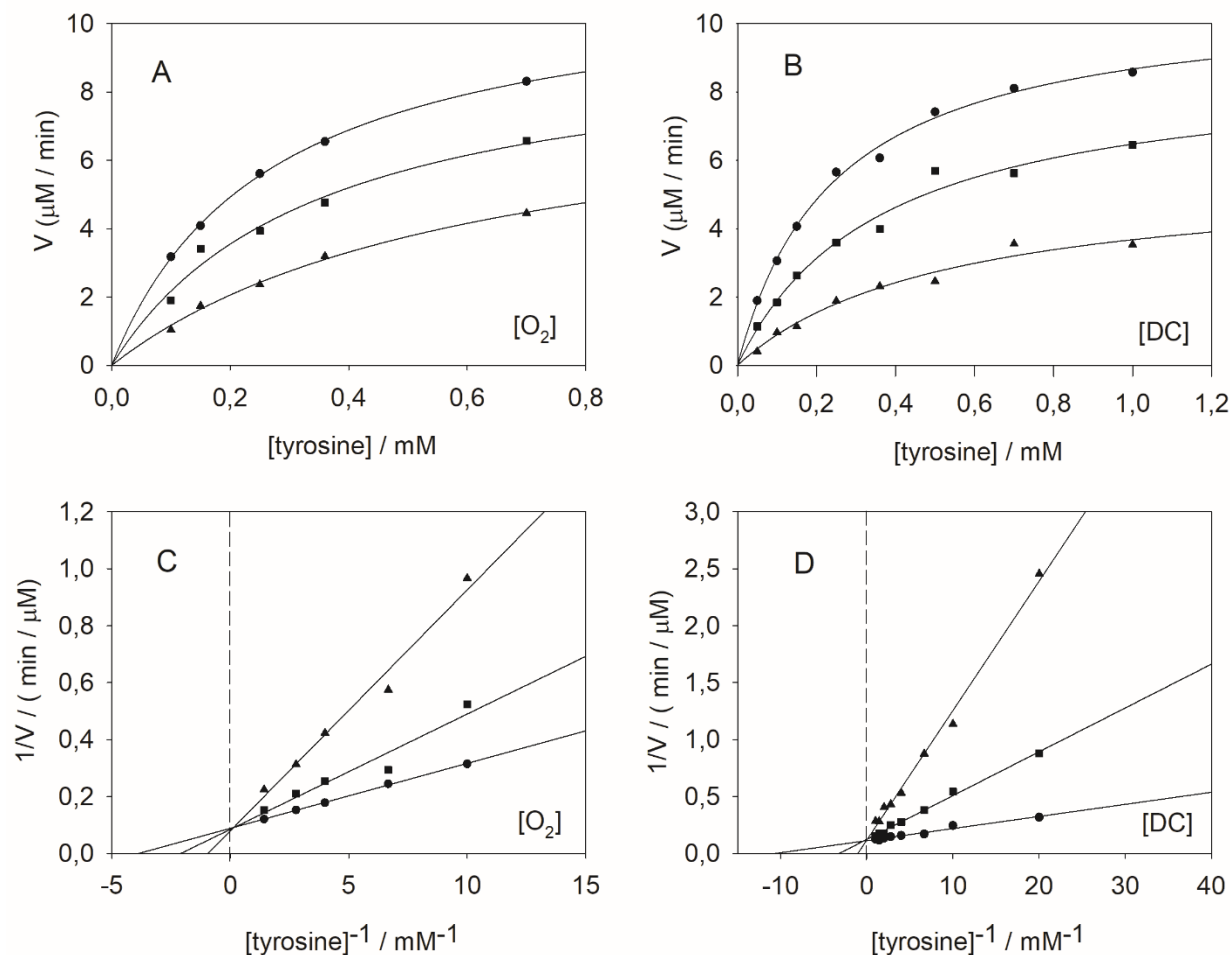 A
V (μM / min)
10
8
6
4
2
0
0,0 0,2 0,4 0,6 0,8
[O2]
[tyrosine] / mM
B
V (μM / min)
10
8
6
4
2
0
0,0 0,2 0,4 0,6 0,8 1,0 1,2
[DC]
[tyrosine] / mM
C
1/V / ( min / μM)
1,2
1,0
0,8
0,6
0,4
0,2
0,0
-5 0 5 10 15
[O2]
[tyrosine]-1 / mM-1
D
1/V / ( min / μM)
3,0
2,5
2,0
1,5
1,0
0,5
0,0
-10 0 10 20 30 40
[DC]
[tyrosine]-1 / mM-1